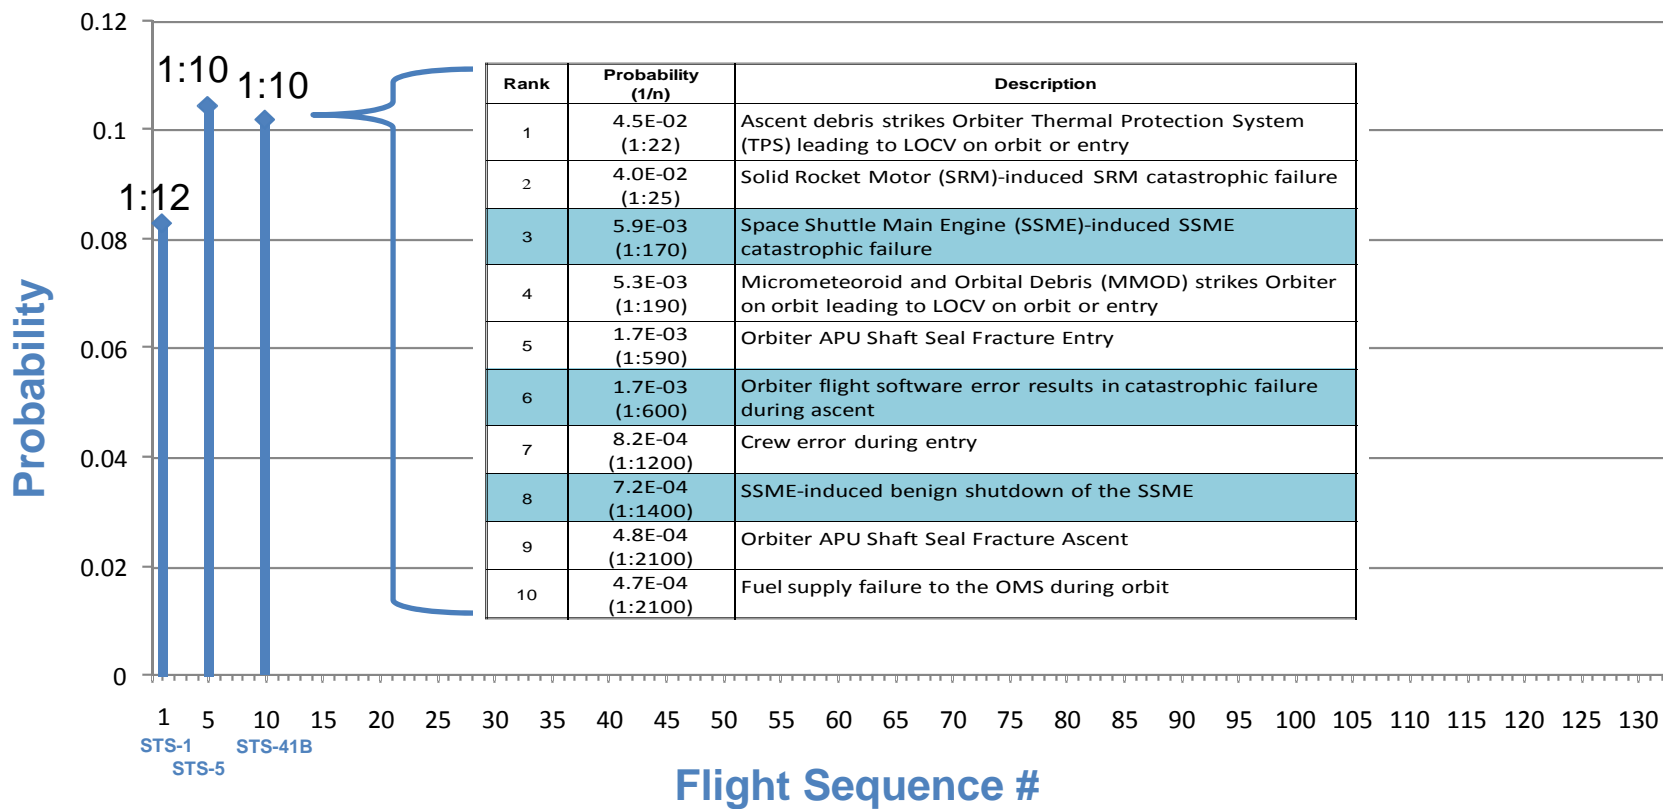 0.12
0.1
0.08
0.06
0.04
0.02
0
Probability
1:12
1:10
1:10
Rank Probability (1/n) Description
1 4.5E-02 (1:22) Ascent debris strikes Orbiter Thermal Protection System
(TPS) leading to LOCV on orbit or entry
2 4.0E-02 (1:25) Solid Rocket Motor (SRM)-induced SRM catastrophic failure
3 5.9E-03 (1:170) Space Shuttle Main Engine (SSME)-induced SSME
catastrophic failure
4 5.3E-03 (1:190) Micrometeoroid and Orbital Debris (MMOD) strikes Orbiter
on orbit leading to LOCV on orbit or entry
5 1.7E-03 (1:590) Orbiter APU Shaft Seal Fracture Entry
6 1.7E-03 (1:600) Orbiter flight software error results in catastrophic failure
during ascent
7 8.2E-04 (1:1200) Crew error during entry
8 7.2E-04 (1:1400) SSME-induced benign shutdown of the SSME
9 4.8E-04 (1:2100) Orbiter APU Shaft Seal Fracture Ascent
10 4.7E-04 (1:2100) Fuel supply failure to the OMS during orbit
1 5 10 15 20 25 30 35 40 45 50 55 60 65 70 75 80 85 90 95 100 105 110 115 120 125 130
STS-1 STS-41B
STS-5
Flight Sequence #